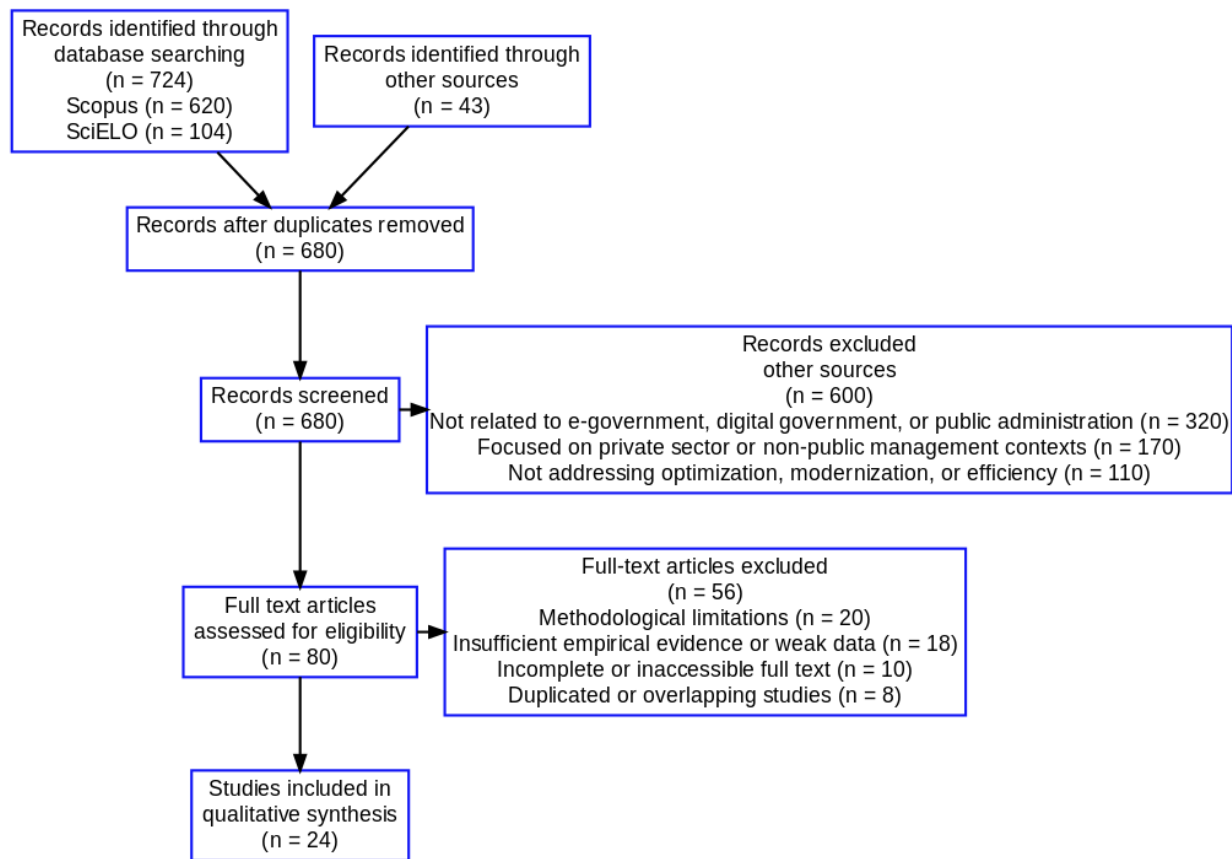 Records identified through
database searching
(n = 724)
Scopus (n = 620)
SciELO (n = 104)
Records identified through
other sources
(n = 43)
Records after duplicates removed
(n = 680)
Records screened
(n = 680)
Records excluded
other sources
(n = 600)
Not related to e-government, digital government, or public administration (n = 320)
Focused on private sector or non-public management contexts (n = 170)
Not addressing optimization, modernization, or efficiency (n = 110)
Full text articles
assessed for eligibility
(n = 80)
Full-text articles excluded
(n = 56)
Methodological limitations (n = 20)
Insufficient empirical evidence or weak data (n = 18)
Incomplete or inaccessible full text (n = 10)
Duplicated or overlapping studies (n = 8)
Studies included in
qualitative synthesis
(n = 24)